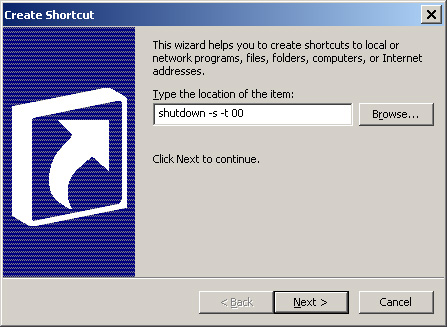 Create Shortcut
This wizard helps you to create shortcuts to local or
network programs, files, folders, computers, or Internet
addresses.
Type the location of the item:
shutdown -s -t 00
Browse...
Click Next to continue.
< Back
Next >
Cancel